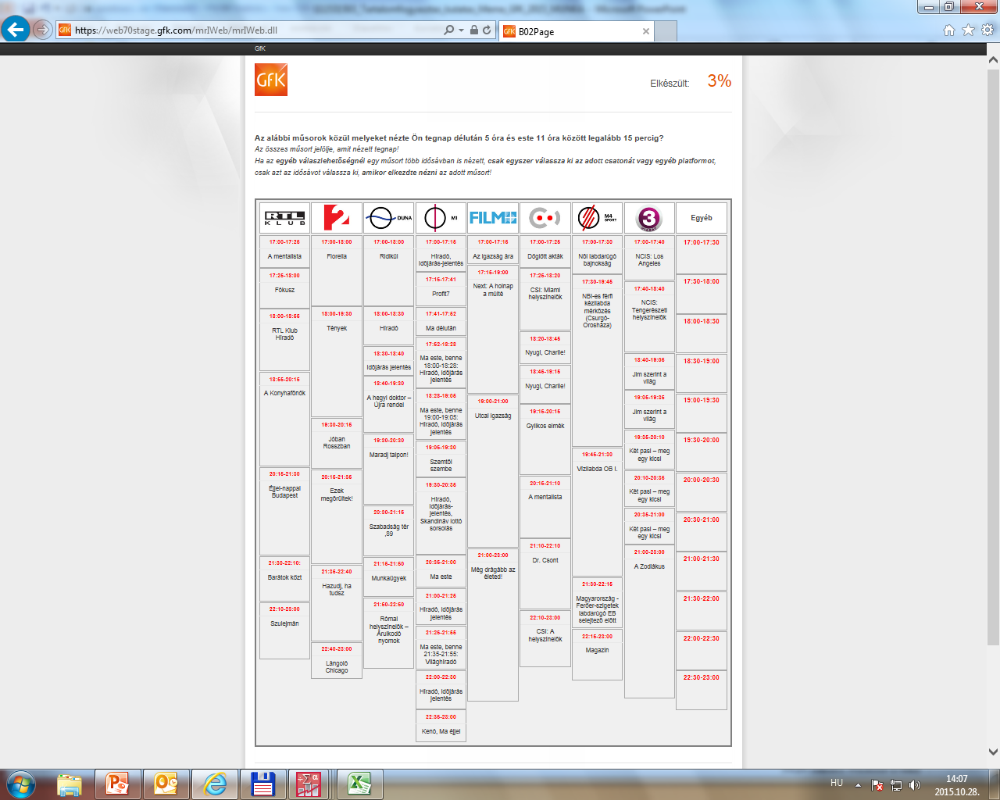 https://web70stage.gfk.com/mrIWeb/mrIWeb.dll
B02Page
GfK
GfK
Elkészült: 3%
Az alábbi műsorok közül melyeket nézte Ön tegnap délután 5 óra és este 11 óra között legalább 15 percig?
Az összes műsort jelölje, amit nézett tegnap!
Ha az egyéb válaszlehetőségnél egy műsort több idősávban is nézett, csak egyszer válassza ki az adott csatonát vagy egyéb platformot,
csak azt az idősávot válassza ki, amikor elkezdte nézni az adott műsort!
RTL
KLUB
17:00-17:25
A mentalista
17:25-18:00
Fókusz
18:00-18:55
RTL Klub
Híradó
18:55-20:15
A Konyhafőnök
20:15-21:30
Éjjel-nappal
Budapest
21:30-22:10:
Barátok közt
22:10-23:00
Szulejmán
2
17:00-18:00
Fiorella
18:00-19:30
Tények
19:30-20:15
Jóban
Rosszban
20:15-21:35
Ezek
megőrültek!
21:35-22:40
Hazudj, ha
tudsz
22:40-23:00
Lángoló
Chicago
DUNA
17:00-18:00
Ridikül
18:00-18:30
Híradó
18:30-18:40
Időjárás jelentés
18:40-19:30
A hegyi doktor –
Újra rendel
19:30-20:30
Maradj talpon!
20:30-21:15
Szabadság tér
,89
21:15-21:50
Munkaügyek
21:50-22:50
Római
helyszínelők –
Árulkodó
nyomok
M1
17:00-17:15
Híradó,
időjárás-jelentés
17:15-17:41
Profit7
17:41-17:52
Ma délután
17:52-18:28
Ma este, benne
18:00-18:28:
Híradó, időjárás
jelentés
18:28-19:05
Ma este, benne
19:00-19:05:
Híradó, időjárás
jelentés
19:05-19:30
Szemtől
szembe
19:30-20:35
Híradó,
időjárás-
jelentés,
Skandináv lottó
sorsolás
20:35-21:00
Ma este
21:00-21:25
Híradó, időjárás
jelentés
21:25-21:55
Ma este, benne
21:35-21:55:
Világhíradó
22:00-22:30
Híradó, időjárás
jelentés
22:35-23:00
Kenó, Ma éjjel
FILM+
17:00-17:15
Az igazság ára
17:15-19:00
Next: A holnap
a múlté
19:00-21:00
Utcai igazság
21:00-23:00
Még drágább az
életed!
17:00-17:25
Döglött akták
17:25-18:20
CSI: Miami
helyszínelők
18:20-18:45
Nyugi, Charlie!
18:45-19:15
Nyugi, Charlie!
19:15-20:15
Gyilkos elmék
20:15-21:10
A mentalista
21:10-22:10
Dr. Csont
22:10-23:00
CSI: A
helyszínelők
M4
SPORT
17:00-17:30
Női labdarúgó
bajnokság
17:30-19:45
NBI-es férfi
kézilabda
mérkőzés
(Csurgó-
Orosháza)
19:45-21:30
Vízilabda OB I.
21:30-22:15
Magyarország -
Feröer-szigetek
labdarúgó EB
selejtező előtt
22:15-23:00
Magazin
3
17:00-17:40
NCIS: Los
Angeles
17:40-18:40
NCIS:
Tengerészeti
helyszínelők
18:40-19:05
Jim szerint a
világ
19:05-19:35
Jim szerint a
világ
19:35-20:10
Két pasi – meg
egy kicsi
20:10-20:35
Két pasi – meg
egy kicsi
20:35-21:00
Két pasi – meg
egy kicsi
21:00-23:00
A Zodiákus
Egyéb
17:00-17:30
17:30-18:00
18:00-18:30
18:30-19:00
19:00-19:30
19:30-20:00
20:00-20:30
20:30-21:00
21:00-21:30
21:30-22:00
22:00-22:30
22:30-23:00
HU
14:07
2015.10.28.